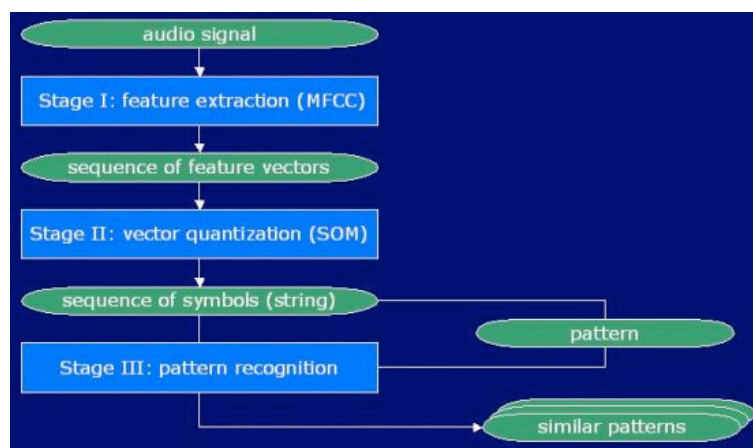 audio signal
Stage I: feature extraction (MFCC)
sequence of feature vectors
Stage II: vector quantization (SOM)
sequence of symbols (string)
pattern
Stage III: pattern recognition
similar patterns